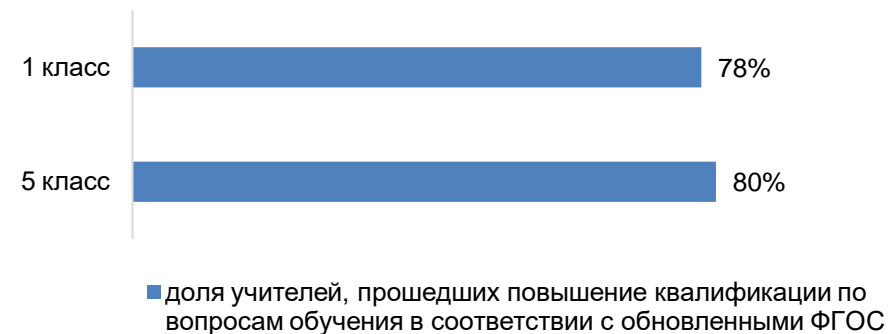 1 класс
78%
5 класс
80%
доля учителей, прошедших повышение квалификации по
вопросам обучения в соответствии с обновленными ФГОС